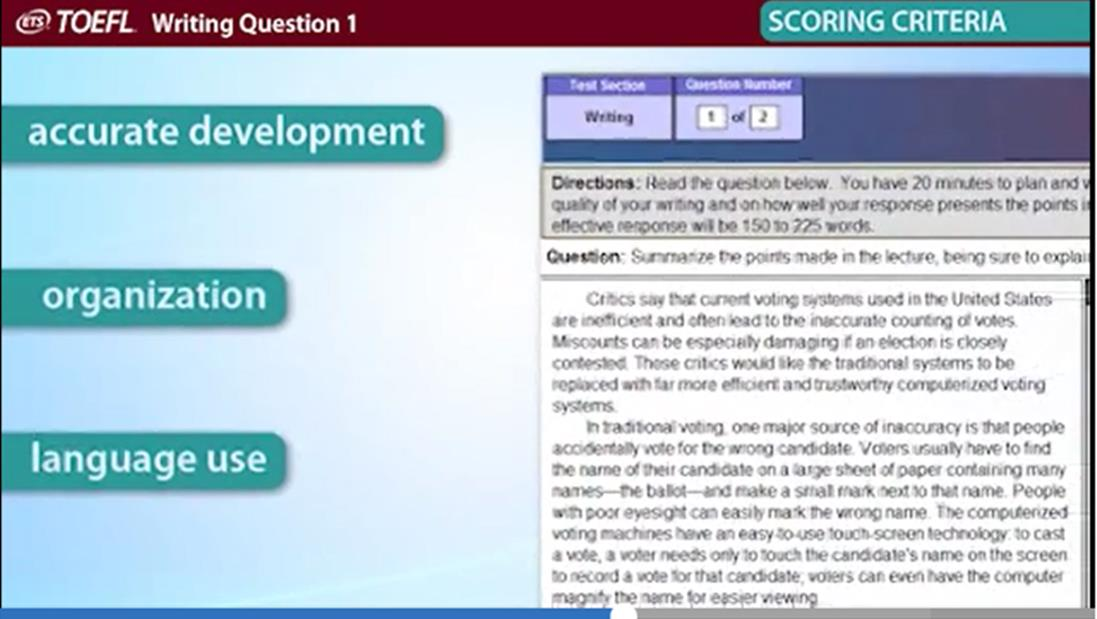 ETS TOEFL Writing Question 1
SCORING CRITERIA
accurate development
organization
language use
Test Section
Question Number
Writing
1 of 2
Directions: Read the question below. You have 20 minutes to plan and
quality of your writing and on how well your response presents the points
effective response will be 150 to 225 words.
Question: Summarize the points made in the lecture, being sure to
Critics say that current voting systems used in the United States
are inefficient and often lead to the inaccurate counting of votes.
Miscounts can be especially damaging if an election is closely
contested. Those critics would like the traditional systems to be
replaced with far more efficient and trustworthy computerized voting
systems.
In traditional voting, one major source of inaccuracy is that people
accidentally vote for the wrong candidate. Voters usually have to find
the name of their candidate on a large sheet of paper containing many
names—the ballot—and make a small mark next to that name. People
with poor eyesight can easily mark the wrong name. The computerized
voting machines have an easy-to-use touch-screen technology: to cast
a vote, a voter needs only to touch the candidate's name on the screen
to record a vote for that candidate; voters can even have the computer
magnify the name for easier viewing